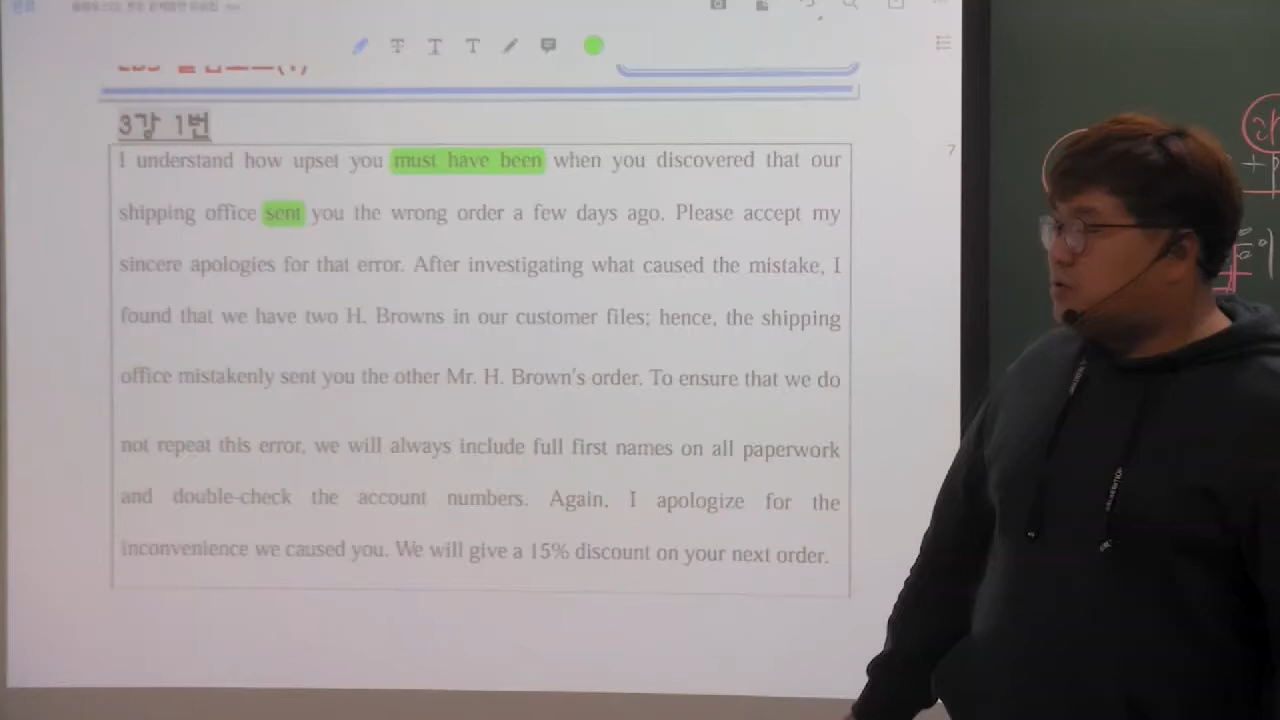 3강 1번
I understand how upset you must have been when you discovered that our
shipping office sent you the wrong order a few days ago. Please accept my
sincere apologies for that error. After investigating what caused the mistake, I
found that we have two H. Browns in our customer files; hence, the shipping
office mistakenly sent you the other Mr. H. Brown's order. To ensure that we do
not repeat this error, we will always include full first names on all paperwork
and double-check the account numbers. Again, I apologize for the
inconvenience we caused you. We will give a 15% discount on your next order.
7